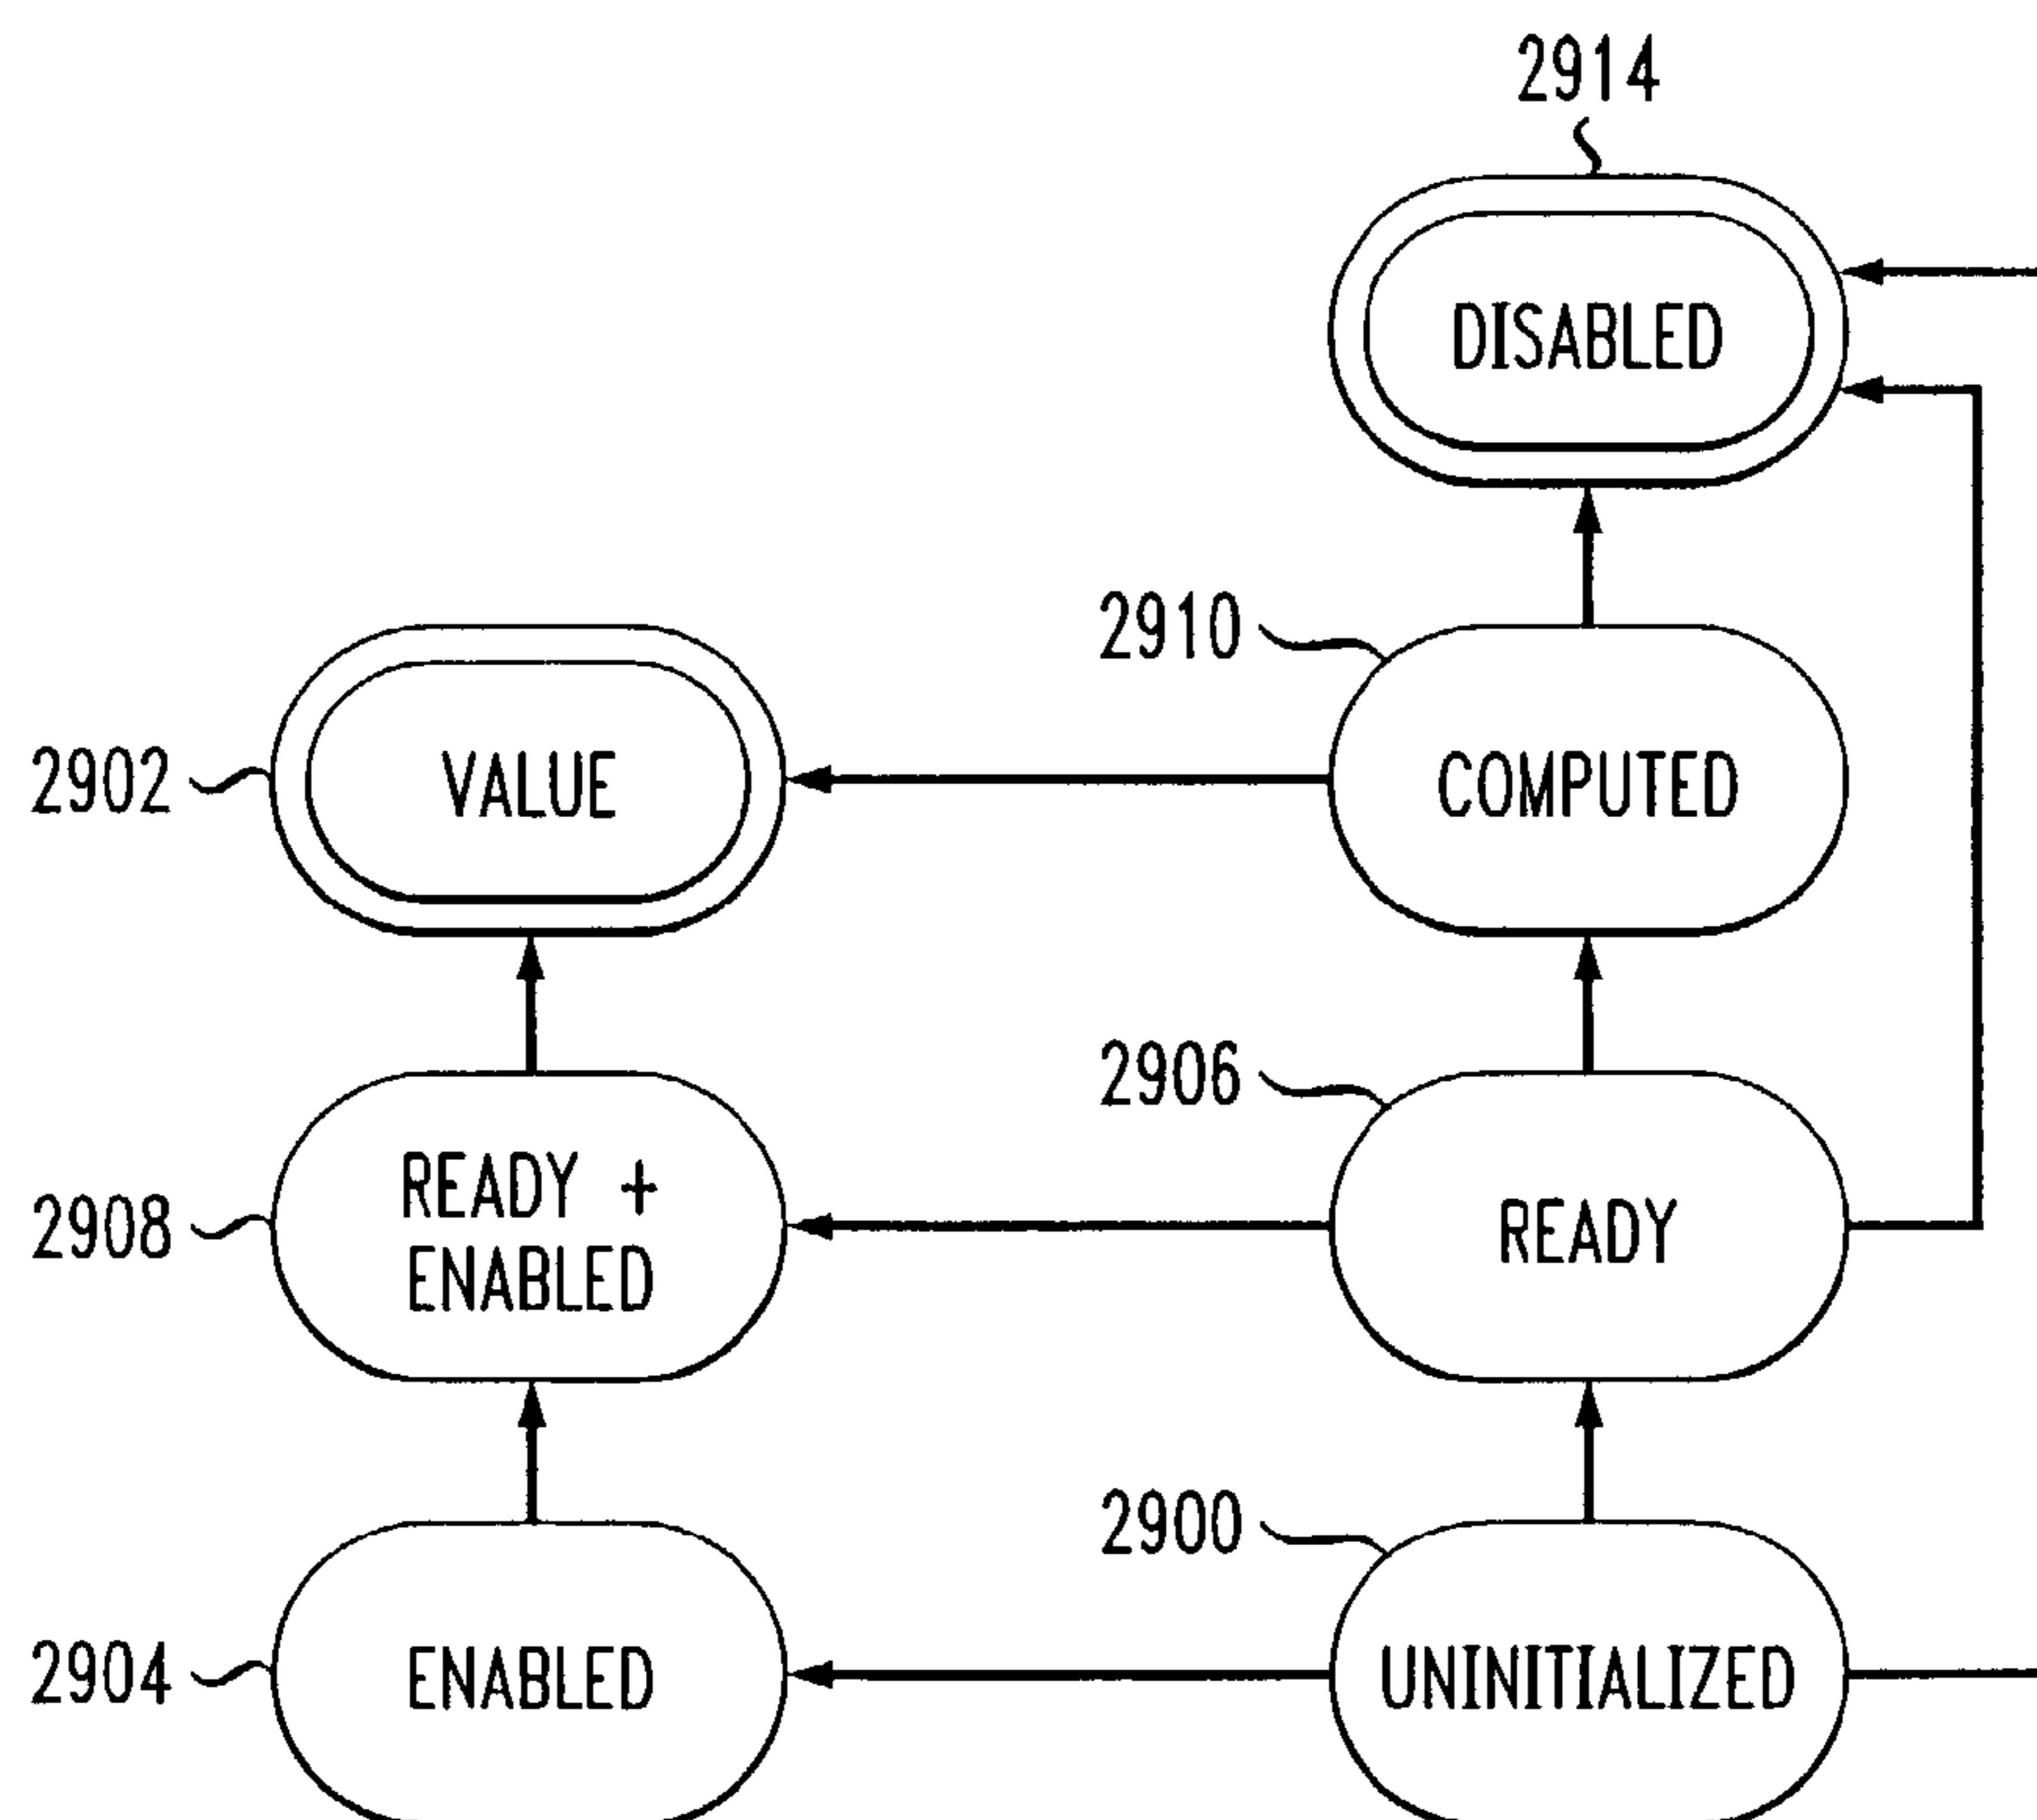 2914
DISABLED
2910
2902
VALUE
COMPUTED
2906
2908
READY +
ENABLED
READY
2900
2904
ENABLED
UNINITIALIZED